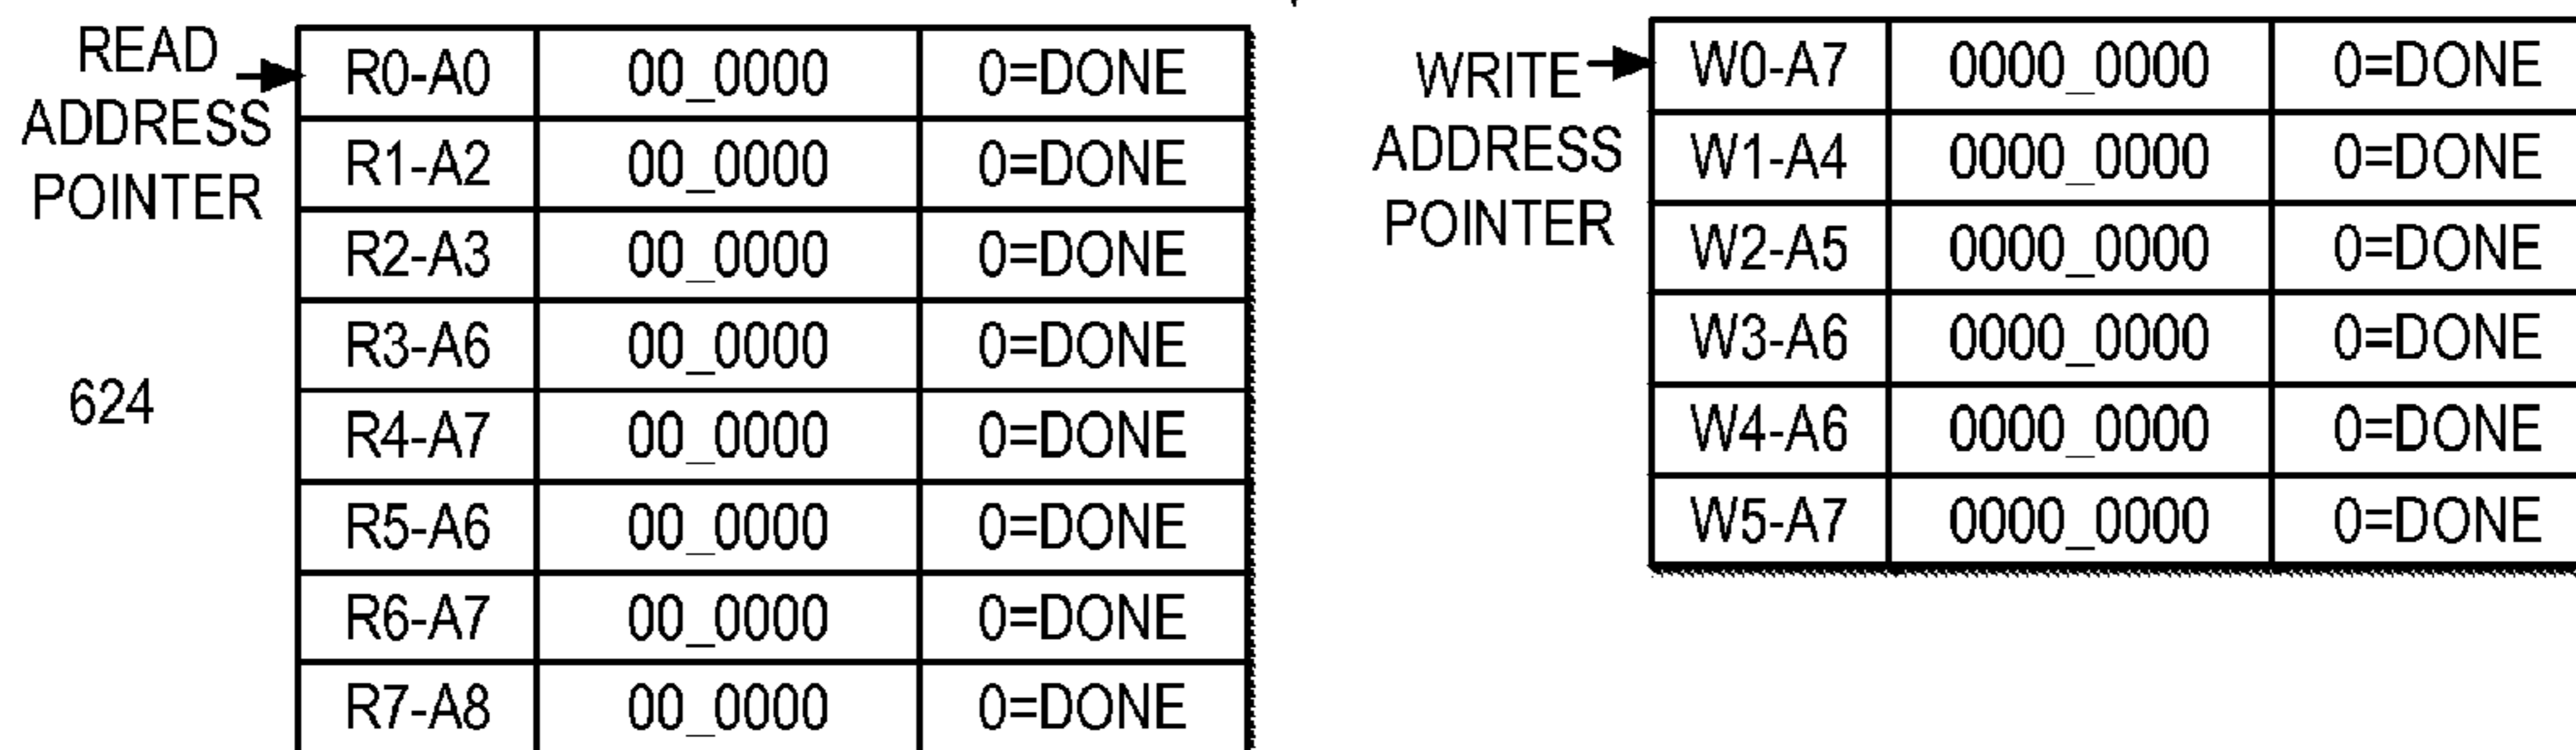 READ
ADDRESS
POINTER
624
R0-A0 00_0000 0=DONE
R1-A2 00_0000 0=DONE
R2-A3 00_0000 0=DONE
R3-A6 00_0000 0=DONE
R4-A7 00_0000 0=DONE
R5-A6 00_0000 0=DONE
R6-A7 00_0000 0=DONE
R7-A8 00_0000 0=DONE
WRITE
ADDRESS
POINTER
W0-A7 0000_0000 0=DONE
W1-A4 0000_0000 0=DONE
W2-A5 0000_0000 0=DONE
W3-A6 0000_0000 0=DONE
W4-A6 0000_0000 0=DONE
W5-A7 0000_0000 0=DONE